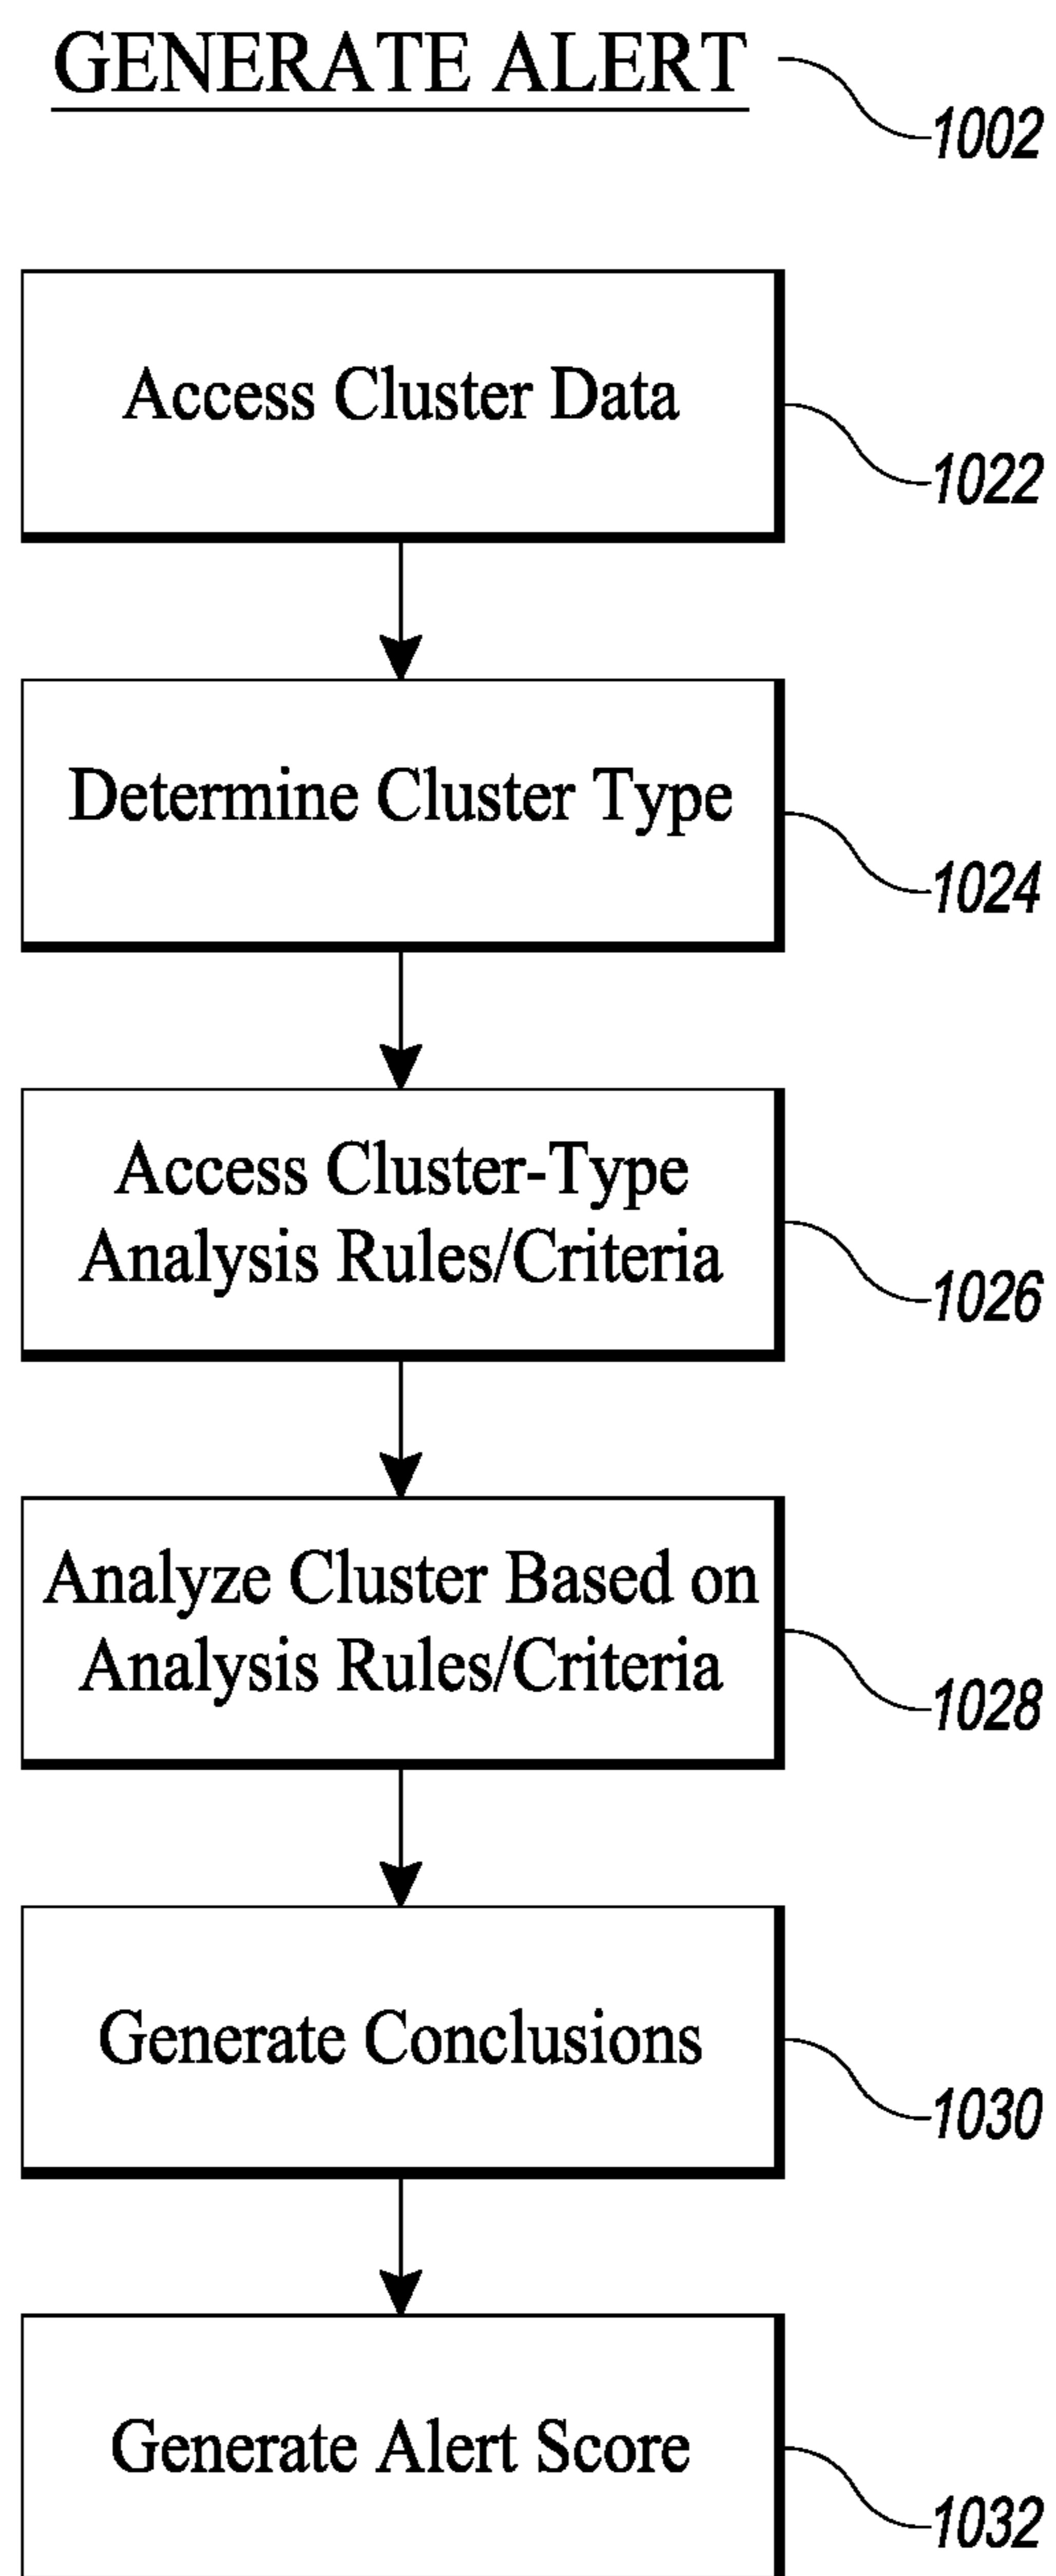 GENERATE ALERT
1002
Access Cluster Data
1022
Determine Cluster Type
1024
Access Cluster-Type
Analysis Rules/Criteria
1026
Analyze Cluster Based on
Analysis Rules/Criteria
1028
Generate Conclusions
1030
Generate Alert Score
1032